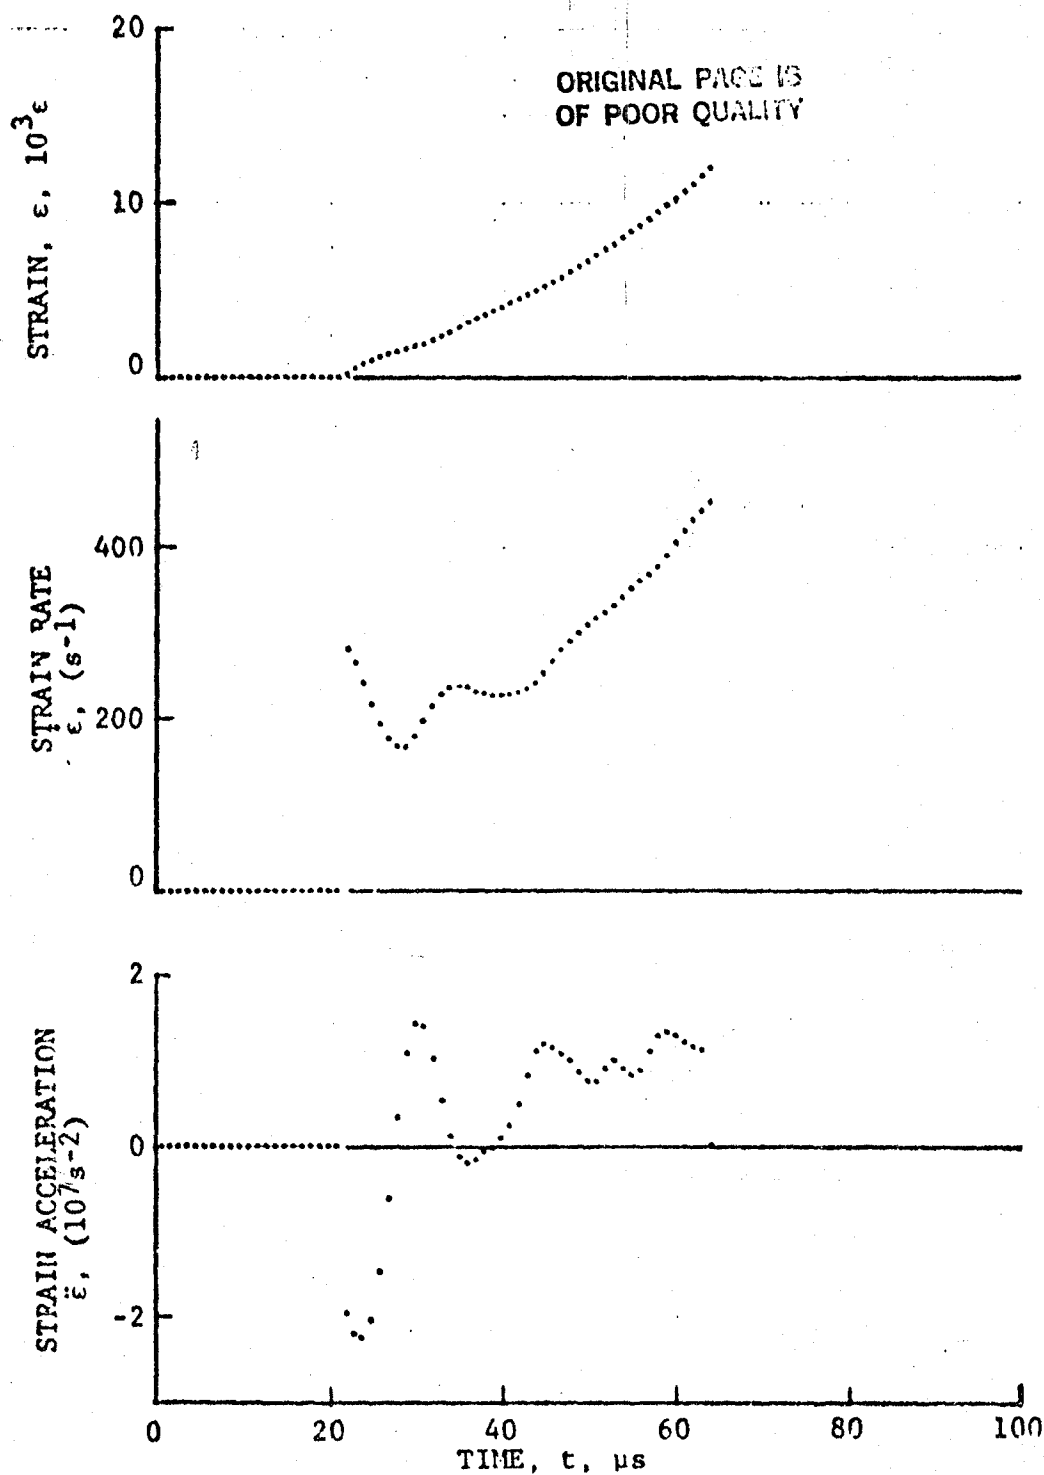 20
ORIGINAL PAGE IS
OF POOR QUALITY
STRAIN, ε, 10³ε
10
0
400
STRAIN RATE
ε̇, (s-1)
200
0
2
STRAIN ACCELERATION
ε̈, (10⁷s-2)
0
-2
0 20 40 60 80 100
TIME, t, µs